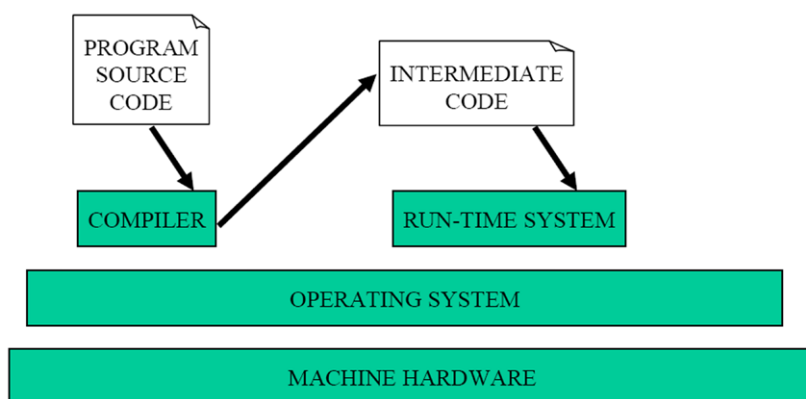 PROGRAM
SOURCE
CODE
INTERMEDIATE
CODE
COMPILER
RUN-TIME SYSTEM
OPERATING SYSTEM
MACHINE HARDWARE